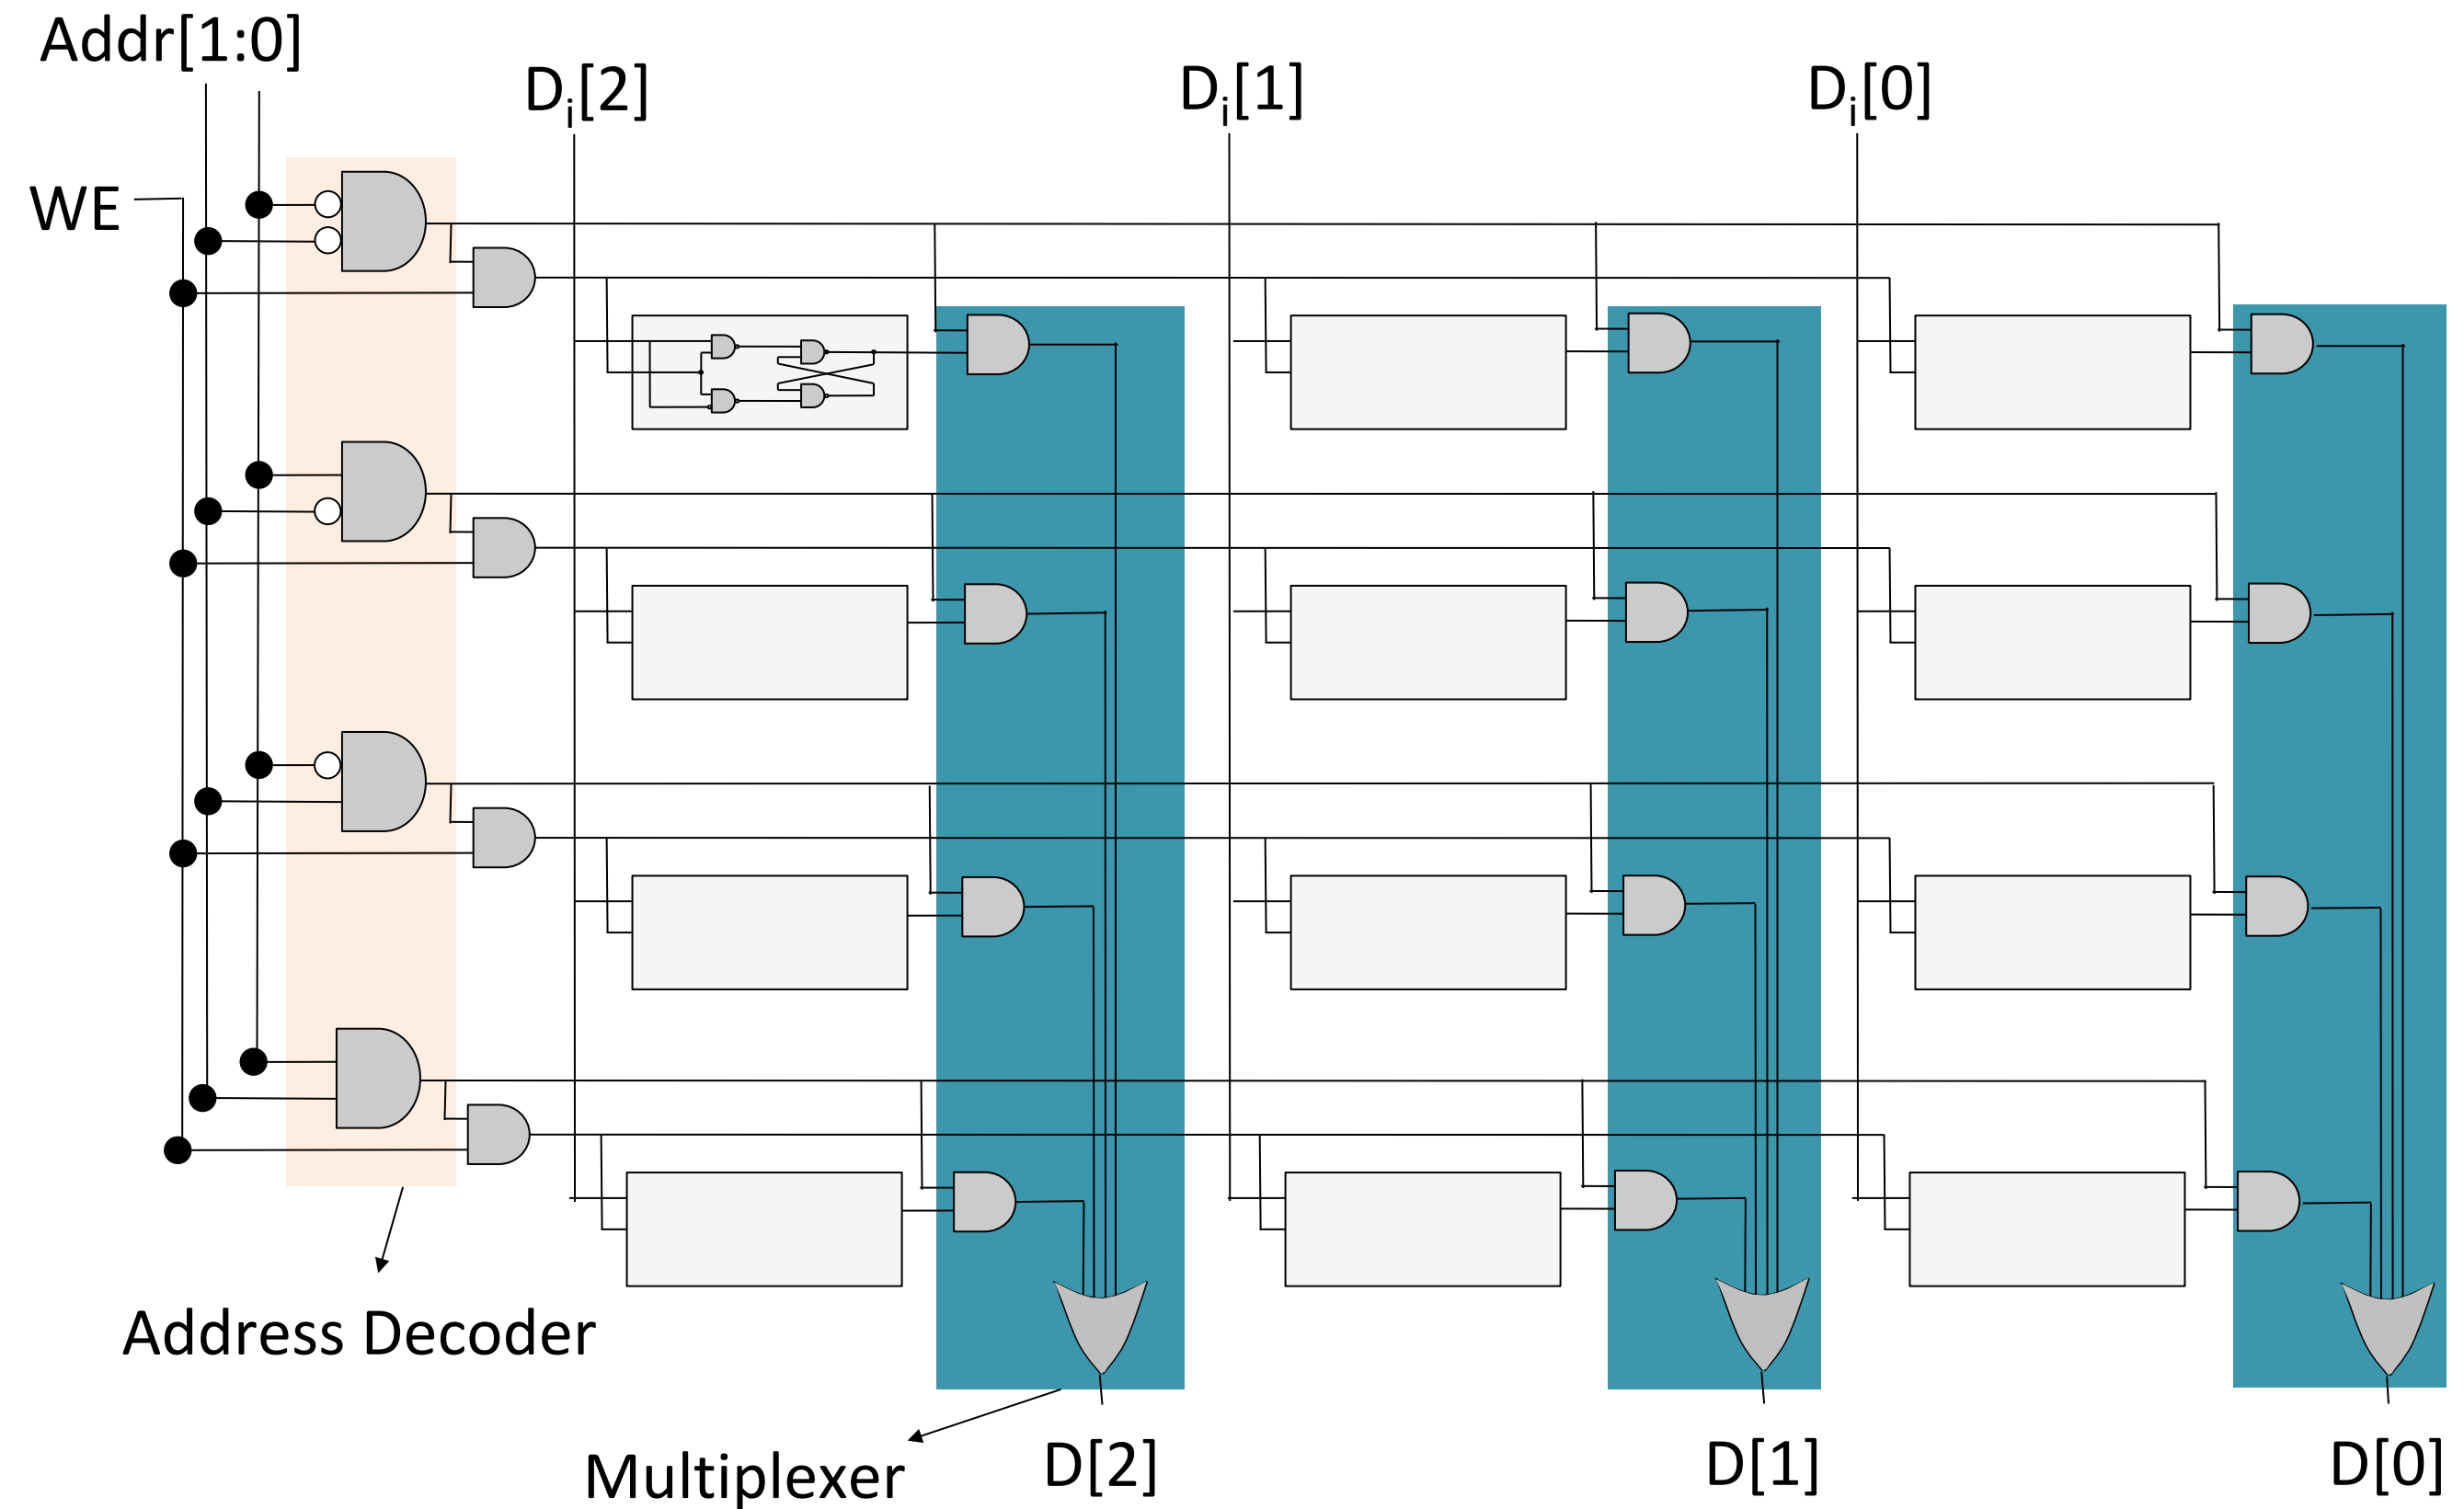 Addr[1:0]
Di[2]
Di[1]
Di[0]
WE
Address Decoder
Multiplexer
D[2]
D[1]
D[0]